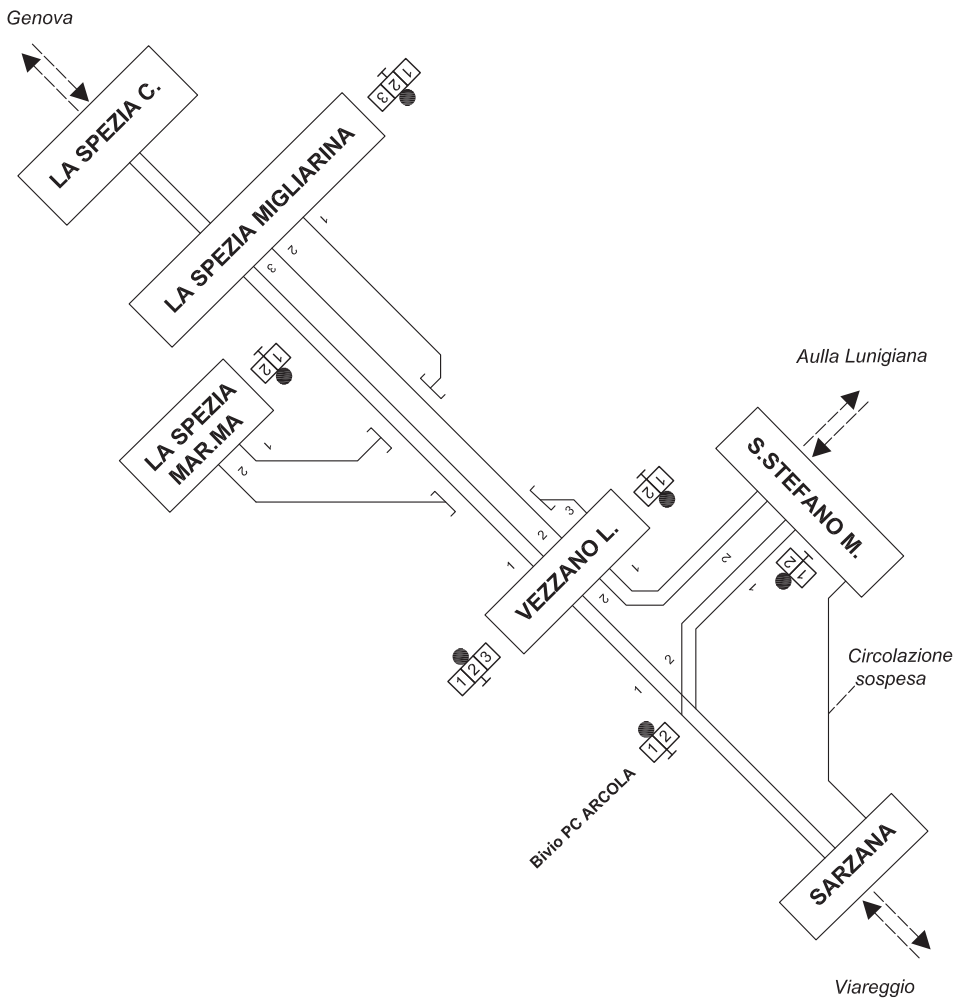 Genova
LA SPEZIA C.
1
2
3
LA SPEZIA MIGLIARINA
1
2
3
1
2
LA SPEZIA
MAR.MA
1
2
Aulla Lunigiana
S.STEFANO M.
1
2
1
2
3
2
1
VEZZANO L.
1
2
2
1
1
2
3
2
1
1
2
Bivio PC ARCOLA
Circolazione
sospesa
SARZANA
Viareggio